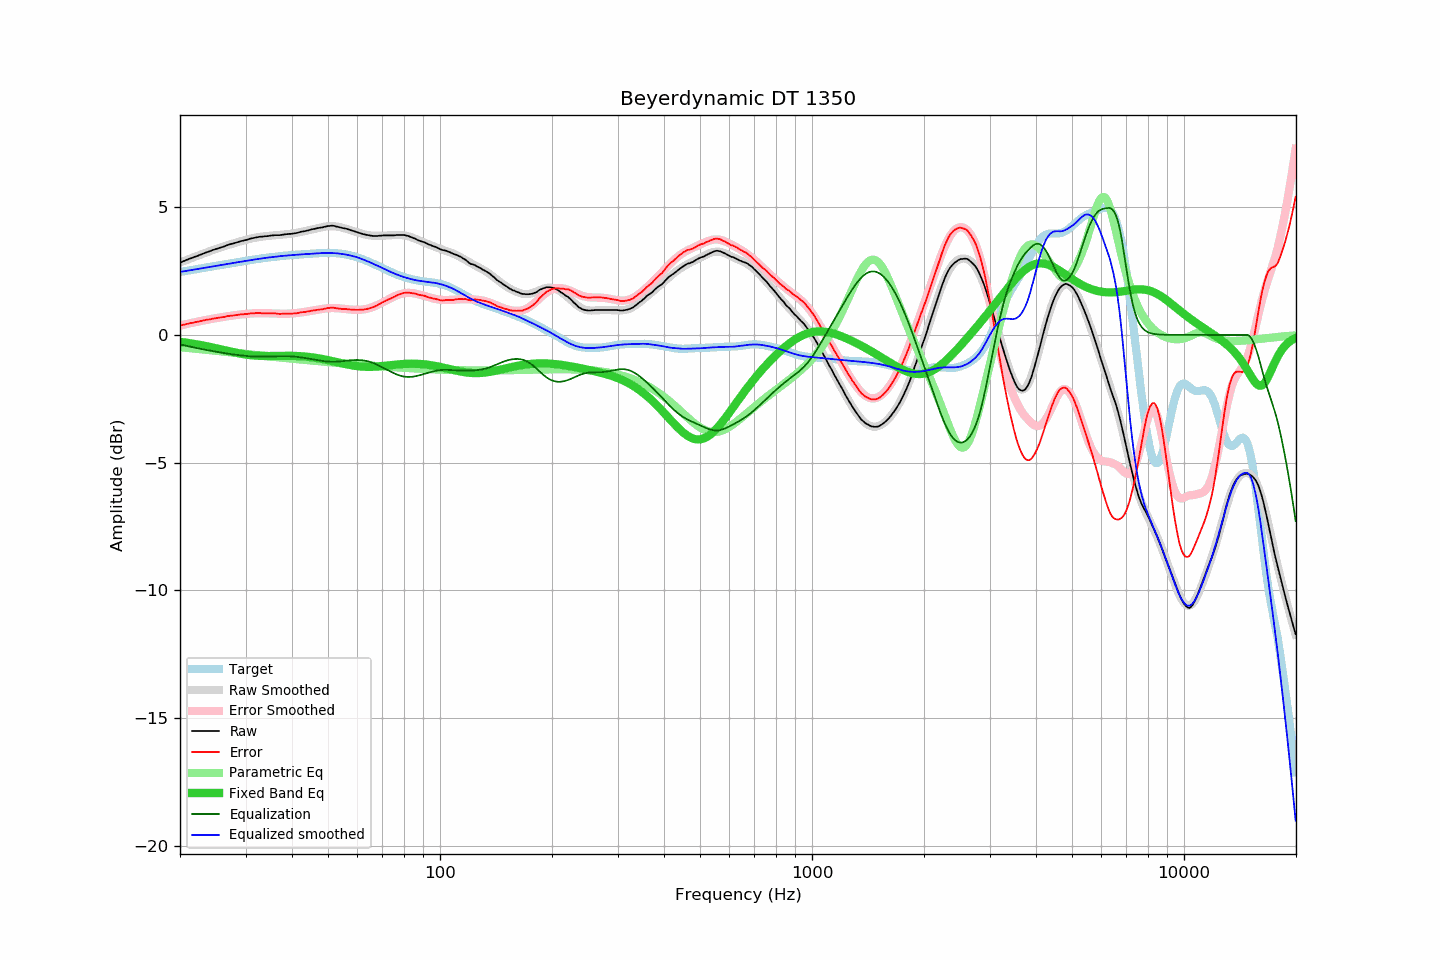 Beyerdynamic DT 1350
Amplitude (dBr)
5
0
−5
−10
−15
−20
Target
Raw Smoothed
Error Smoothed
Raw
Error
Parametric Eq
Fixed Band Eq
Equalization
Equalized smoothed
100
1000
10000
Frequency (Hz)